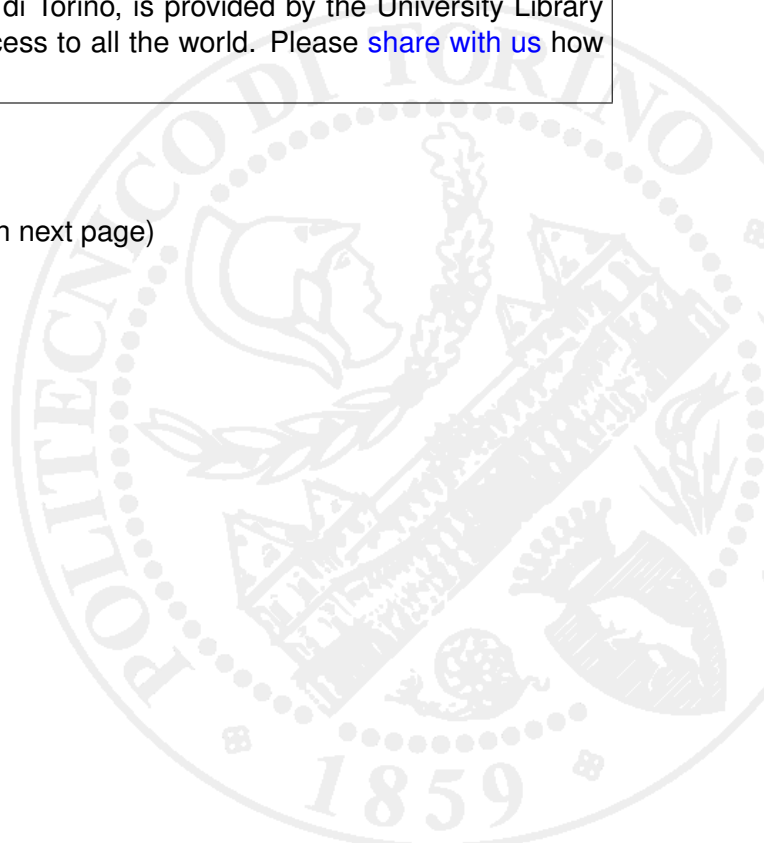 di Torino, is provided by the University Library
cess to all the world. Please share with us how
n next page)
POLITECNICO DI TORINO
1859